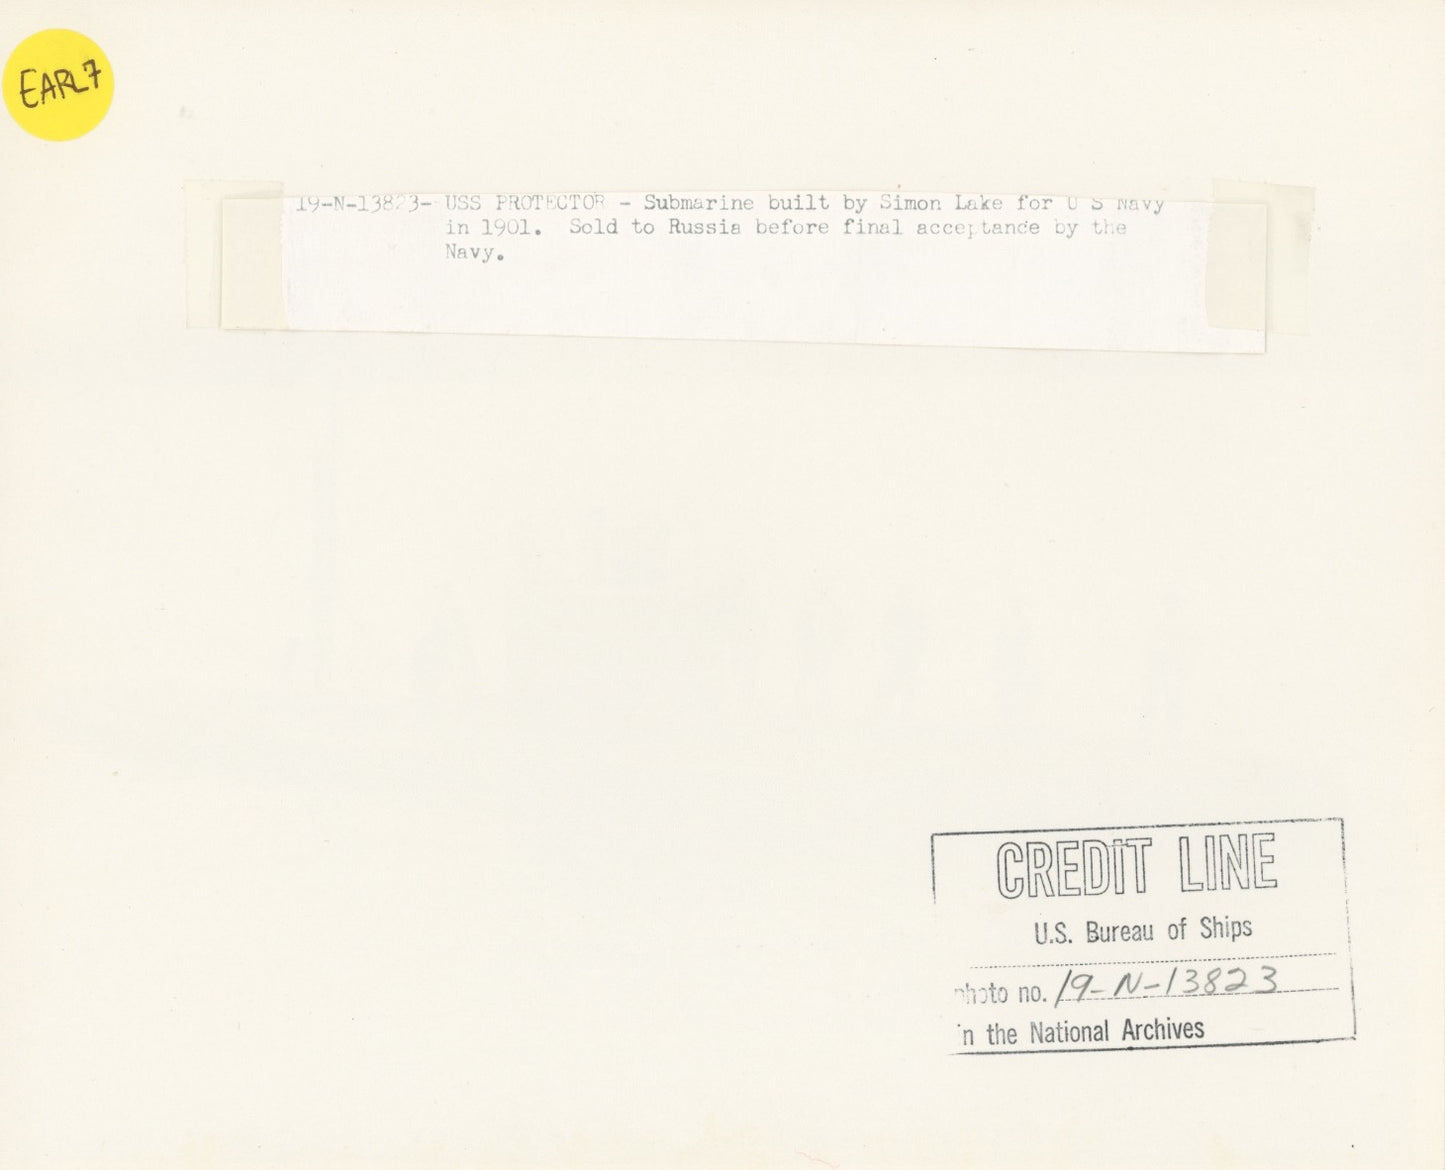 EARL7
19-N-13823- USS PROTECTOR - Submarine built by Simon Lake for U S Navy
in 1901. Sold to Russia before final acceptance by the
Navy.
CREDIT LINE
U.S. Bureau of Ships
photo no. 19-N-13823
in the National Archives